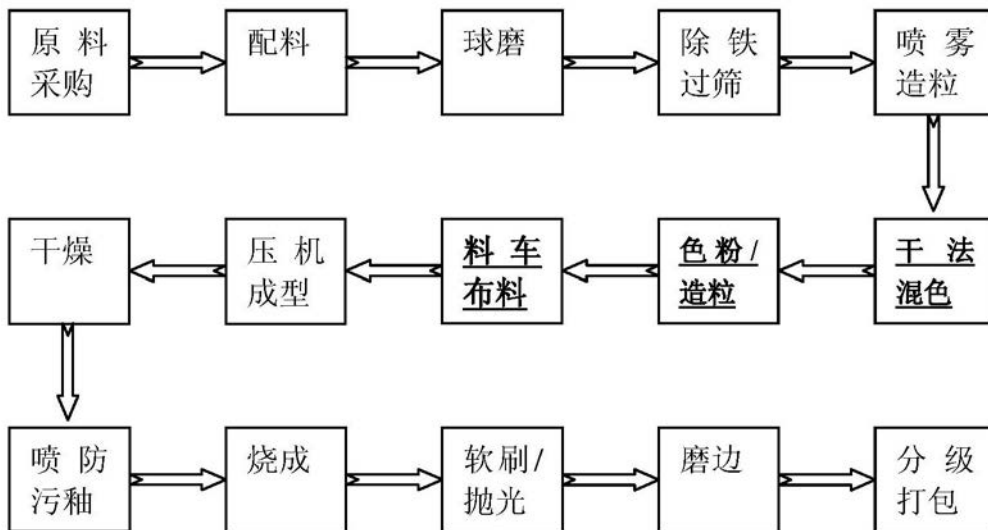 原料
采购
配料
球磨
除铁
过筛
喷雾
造粒
干法
混色
色粉/
造粒
料车
布料
压机
成型
干燥
喷防
污釉
烧成
软刷/
抛光
磨边
分级
打包